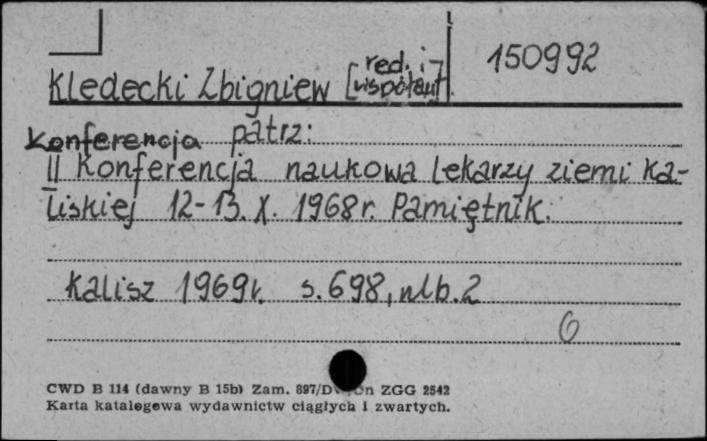 150992
Kledecki Zbigniew [red. i współaut].
Konferencja patrz:
II Konferencja naukowa lekarzy ziemi ka-
liskiej 12-13. X. 1968r. Pamiętnik.
Kalisz 1969r. s. 698, nlb. 2
6
CWD B 114 (dawny B 15b) Zam. 897/D n ZGG 2542
Karta katalogowa wydawnictw ciągłych i zwartych.